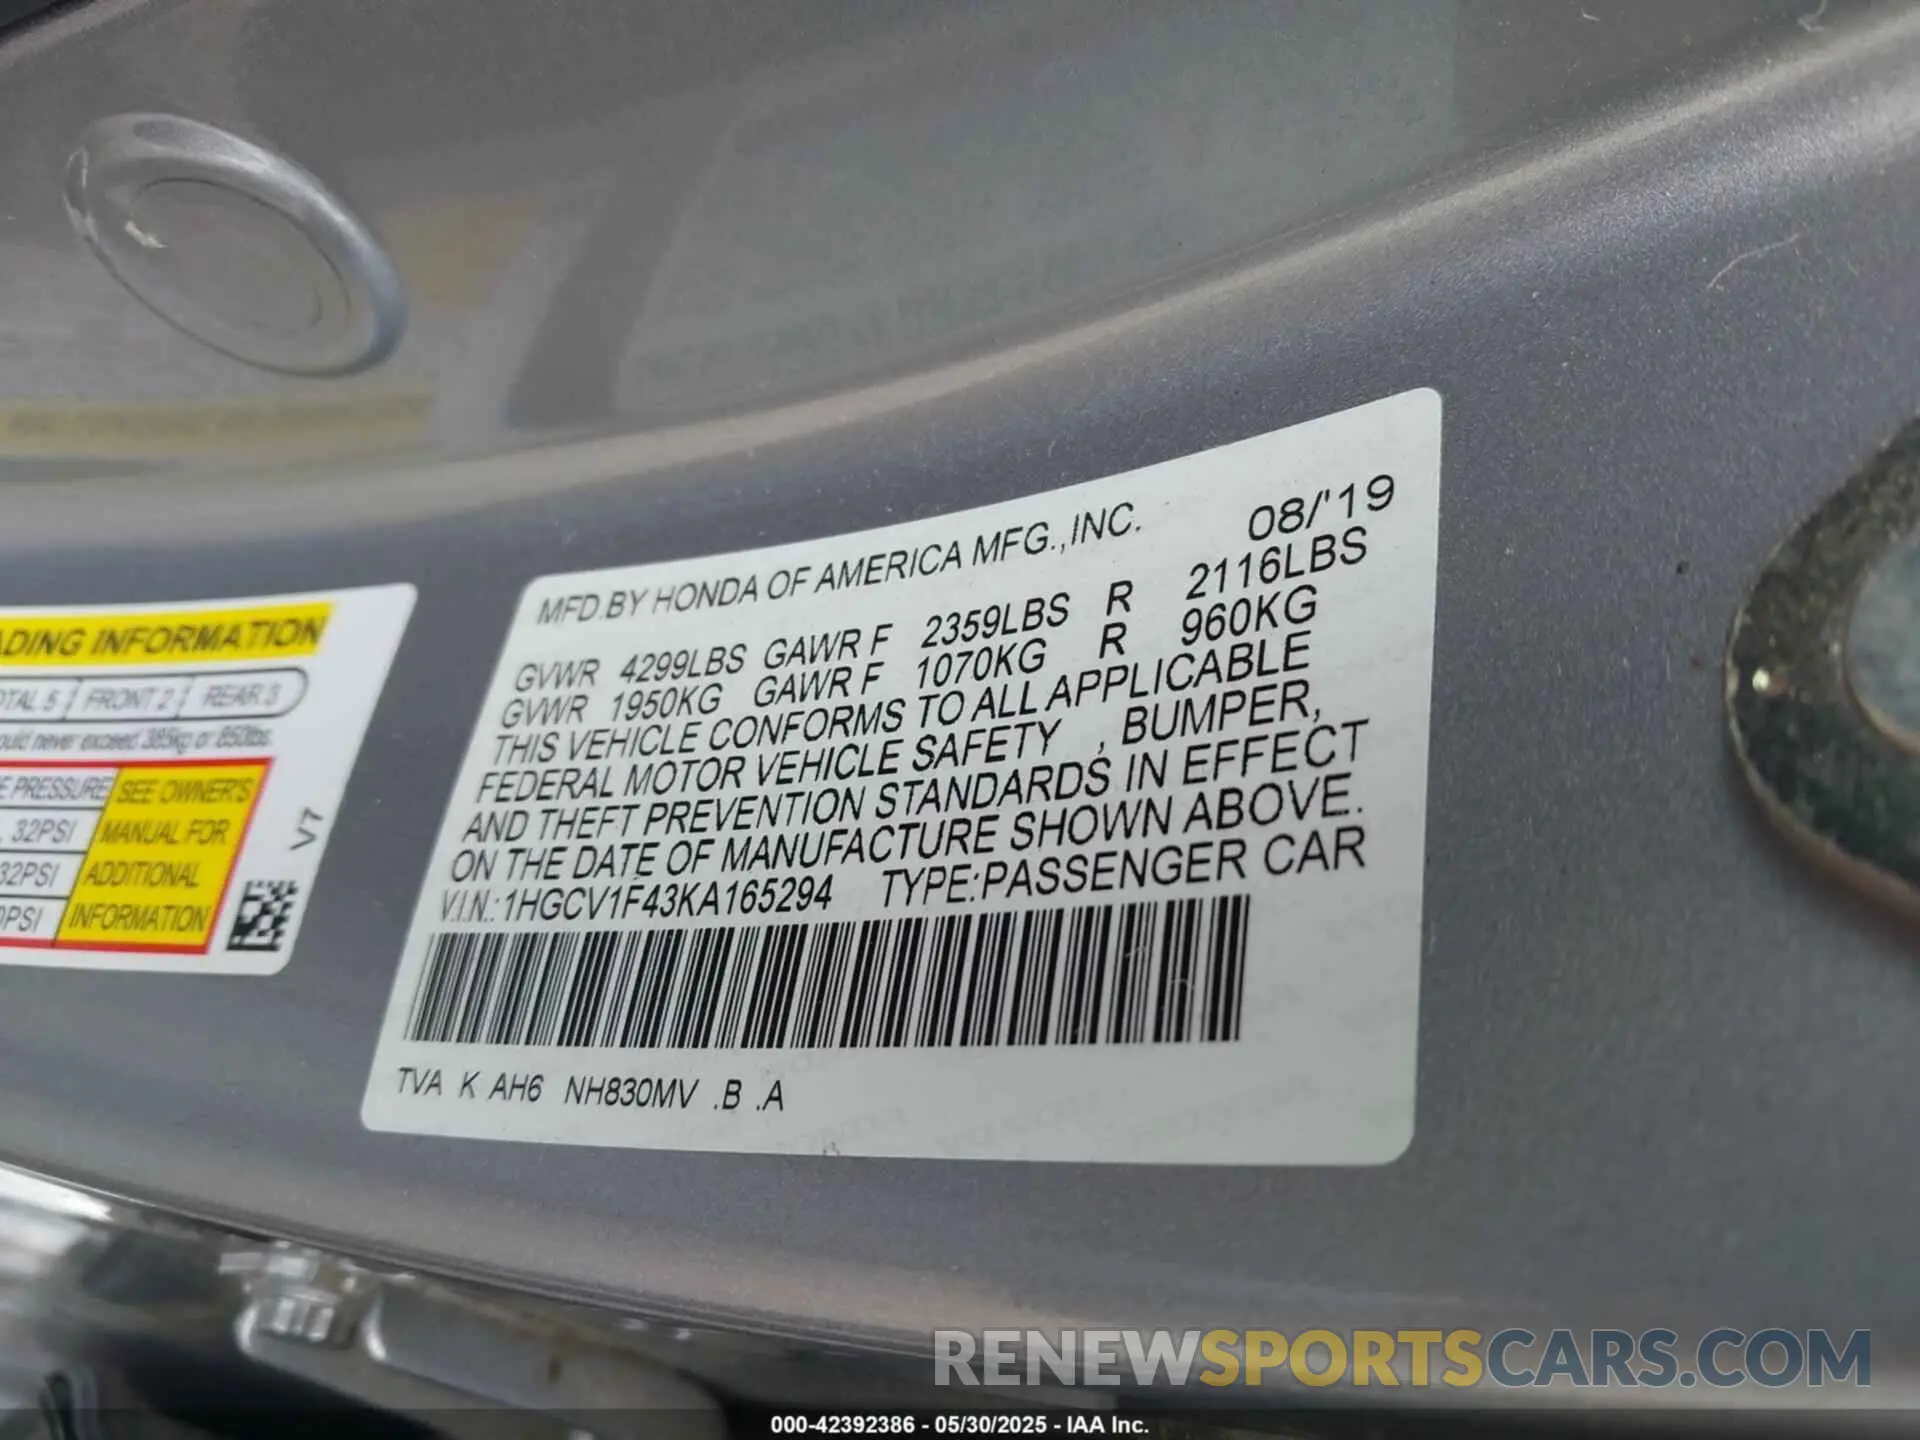 ADING INFORMATION
OTAL 5 FRONT 2 REAR 3
ould never exceed 385kg or 850lbs.
E PRESSURE SEE OWNER'S
32PSI MANUAL FOR
32PSI ADDITIONAL
0PSI INFORMATION
V7
MFD.BY HONDA OF AMERICA MFG.,INC. 08/'19
GVWR 4299LBS GAWR F 2359LBS R 2116LBS
GVWR 1950KG GAWR F 1070KG R 960KG
THIS VEHICLE CONFORMS TO ALL APPLICABLE
FEDERAL MOTOR VEHICLE SAFETY , BUMPER,
AND THEFT PREVENTION STANDARDS IN EFFECT
ON THE DATE OF MANUFACTURE SHOWN ABOVE.
V.I.N.: 1HGCV1F43KA165294 TYPE:PASSENGER CAR
TVA K AH6 NH830MV .B .A
RENEWSPORTSCARS.COM
000-42392386 - 05/30/2025 - IAA Inc.